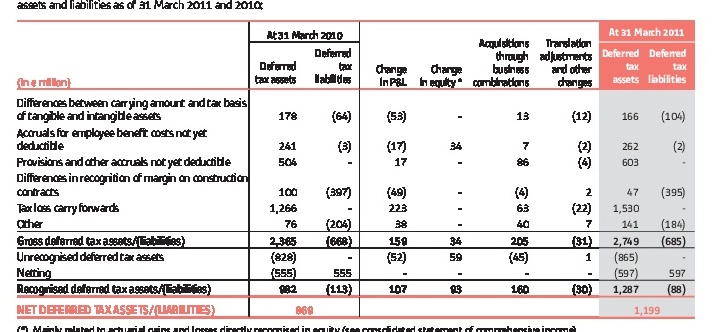 assets and liabilities as of 31 March 2011 and 2010:
At 31 March 2010 At 31 March 2011
(in € million) Deferred tax assets Deferred tax liabilities Change in P&L Change in equity * Acquisitions through business combinations Translation adjustments and other changes Deferred tax assets Deferred tax liabilities
Differences between carrying amount and tax basis
of tangible and intangible assets 178 (64) (53) - 13 (12) 166 (104)
Accruals for employee benefit costs not yet
deductible 241 (3) (17) 34 7 (2) 262 (2)
Provisions and other accruals not yet deductible 504 - 17 - 86 (4) 603 -
Differences in recognition of margin on construction
contracts 100 (397) (49) - (4) 2 47 (395)
Tax loss carry forwards 1,266 - 223 - 63 (22) 1,530 -
Other 76 (204) 38 - 40 7 141 (184)
Gross deferred tax assets/(liabilities) 2,365 (668) 159 34 205 (31) 2,749 (685)
Unrecognised deferred tax assets (828) - (52) 59 (45) 1 (865) -
Netting (555) 555 - - - - (597) 597
Recognised deferred tax assets/(liabilities) 982 (113) 107 93 160 (30) 1,287 (88)
NET DEFERRED TAX ASSETS/(LIABILITIES) 869 1,199
(*) Mainly related to actuarial gains and losses directly recognised in equity (see consolidated statement of comprehensive income)